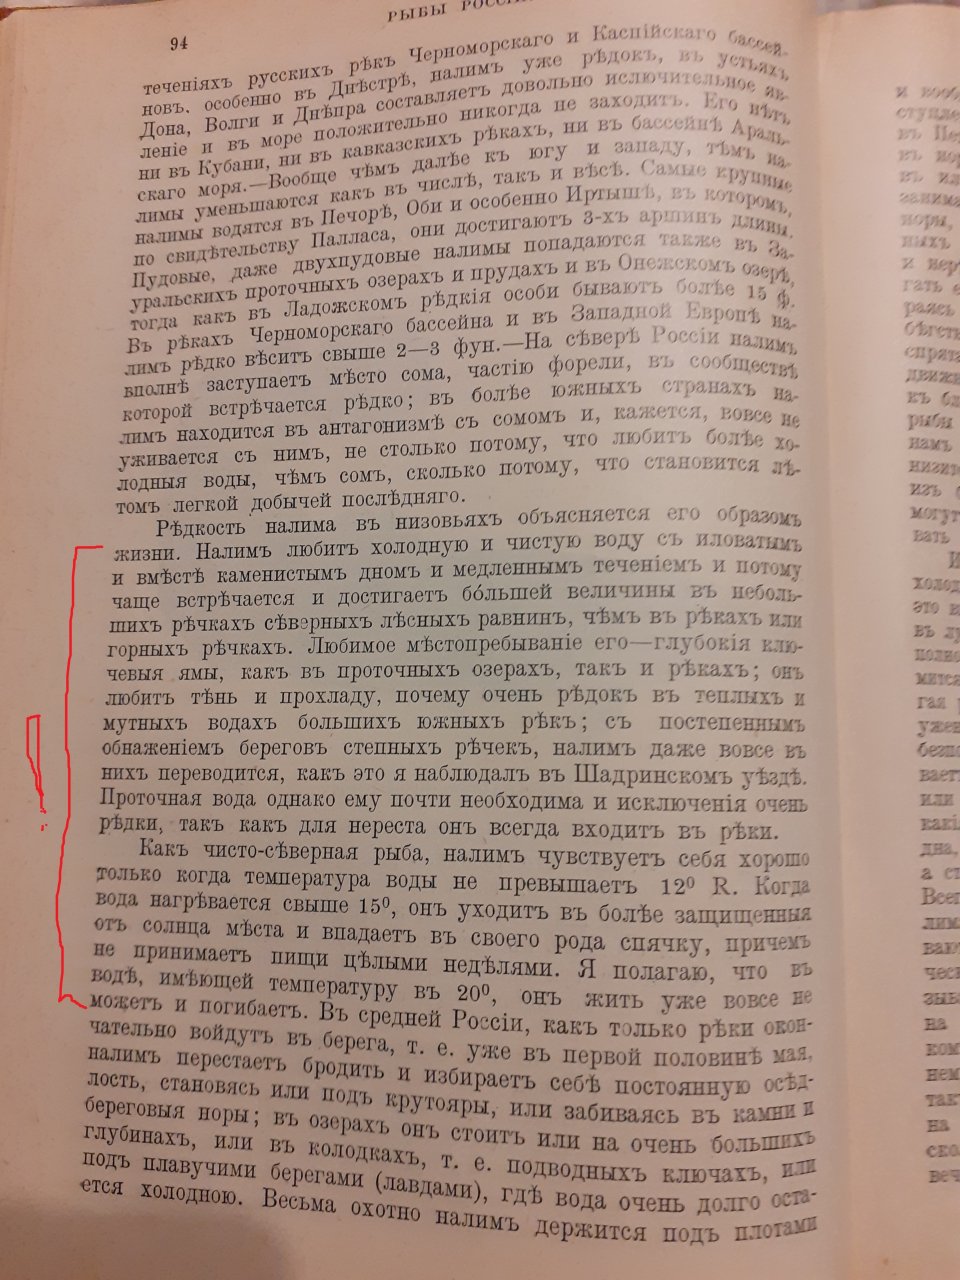 94
РЫБЫ РОССИ
теченіяхъ русскихъ рѣкъ Черноморскаго и Каспійскаго бассей-
новъ, особенно въ Днѣстрѣ, налимъ уже рѣдокъ, въ устьяхъ
Дона, Волги и Днѣпра составляетъ довольно ислючительное яв-
леніе и въ море положительно никогда не заходитъ. Его нѣтъ
ни въ Кубани, ни въ кавказскихъ рѣкахъ, ни въ бассейнѣ Араль-
скаго моря.—Вообще чѣмъ далѣе къ югу и западу, тѣмъ на-
лимы уменьшаются какъ въ числѣ, такъ и вѣсѣ. Самые крупные
налимы водятся въ Печорѣ, Оби и особенно Иртышѣ, въ которомъ,
по свидѣтельству Палласа, они достигаютъ 3-хъ аршинъ длины.
Пудовые, даже двухпудовые налимы попадаются также въ За-
уральскихъ проточныхъ озерахъ и прудахъ и въ Онежскомъ озерѣ,
тогда какъ въ Ладожскомъ рѣдкія особи бываютъ болѣе 15 ф.
Въ рѣкахъ Черноморскаго бассейна и въ Западной Европѣ на-
лимъ рѣдко вѣситъ свыше 2—3 фун.—На сѣверѣ Россіи налимъ
вполнѣ заступаетъ мѣсто сома, частію форели, въ сообществѣ
которой встрѣчается рѣдко; въ болѣе южныхъ странахъ на-
лимъ находится въ антагонизмѣ съ сомомъ и, кажется, вовсе не
уживается съ нимъ, не столько потому, что любитъ болѣе хо-
лодныя воды, чѣмъ сомъ, сколько потому, что становится лѣ-
томъ легкой добычей послѣдняго.
Рѣдкость налима въ низовьяхъ объясняется его образомъ
жизни. Налимъ любитъ холодную и чистую воду съ иловатымъ
и вмѣстѣ каменистымъ дномъ и медленнымъ теченіемъ и потому
чаще встрѣчается и достигаетъ бо́льшей величины въ неболь-
шихъ рѣчкахъ сѣверныхъ лѣсныхъ равнинъ, чѣмъ въ рѣкахъ или
горныхъ рѣчкахъ. Любимое мѣстопребываніе его—глубокія клю-
чевыя ямы, какъ въ проточныхъ озерахъ, такъ и рѣкахъ; онъ
любитъ тѣнь и прохладу, почему очень рѣдокъ въ теплыхъ и
мутныхъ водахъ большихъ южныхъ рѣкъ; съ постепеннымъ
обнаженіемъ береговъ степныхъ рѣчекъ, налимъ даже вовсе въ
нихъ переводится, какъ это я наблюдалъ въ Шадринскомъ уѣздѣ.
Проточная вода однако ему почти необходима и исключенія очень
рѣдки, такъ какъ для нереста онъ всегда входитъ въ рѣки.
Какъ чисто-сѣверная рыба, налимъ чувствуетъ себя хорошо
только когда температура воды не превышаетъ 12⁰ R. Когда
вода нагрѣвается свыше 15⁰, онъ уходитъ въ болѣе защищенныя
отъ солнца мѣста и впадаетъ въ своего рода спячку, причемъ
не принимаетъ пищи цѣлыми недѣлями. Я полагаю, что въ
водѣ, имѣющей температуру въ 20⁰, онъ жить уже вовсе не
можетъ и погибаетъ. Въ средней Россіи, какъ только рѣки окон-
чательно войдутъ въ берега, т. е. уже въ первой половинѣ мая,
налимъ перестаетъ бродить и избираетъ себѣ постоянную осѣд-
лость, становясь или подъ крутояры, или забиваясь въ камни и
береговыя норы; въ озерахъ онъ стоитъ или на очень большихъ
глубинахъ, или въ колодкахъ, т. е. подводныхъ ключахъ, или
подъ плавучими берегами (лавдами), гдѣ вода очень долго оста-
ется холодною. Весьма охотно налимъ держится подъ плотами